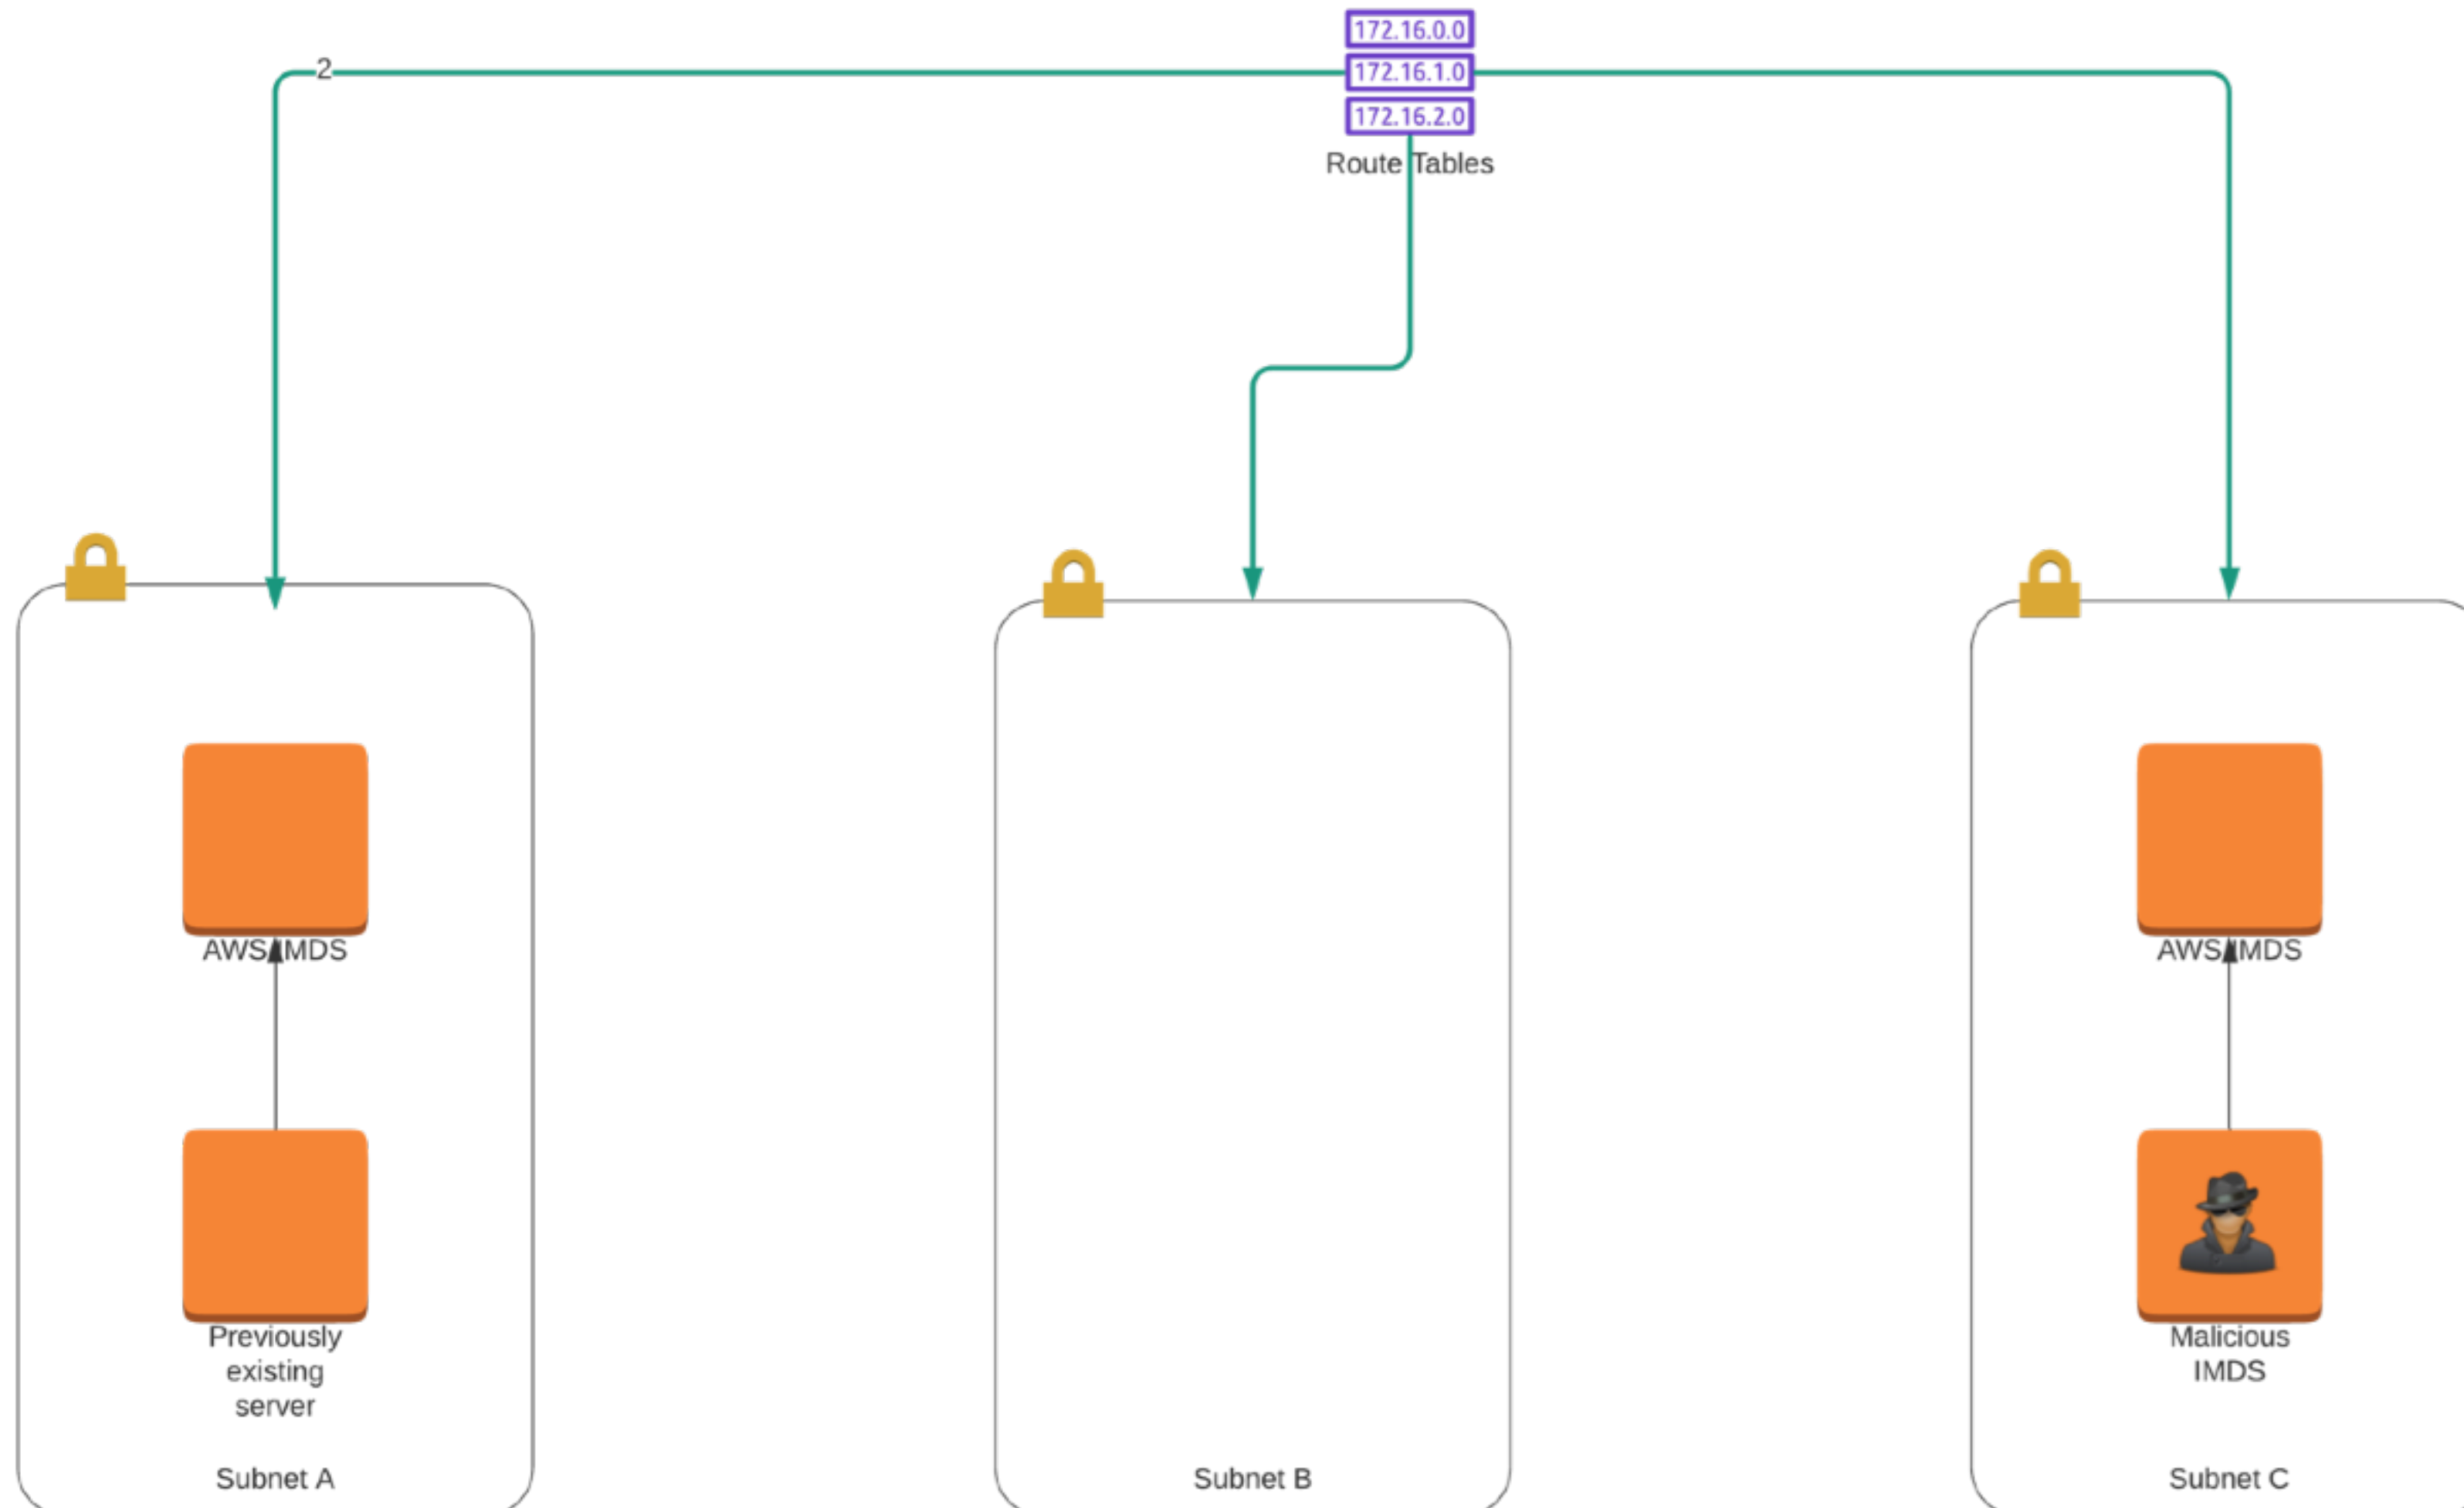 172.16.0.0
2
172.16.1.0
172.16.2.0
Route Tables
AWS IMDS
AWS IMDS
Previously
existing
server
Malicious
IMDS
Subnet A
Subnet B
Subnet C